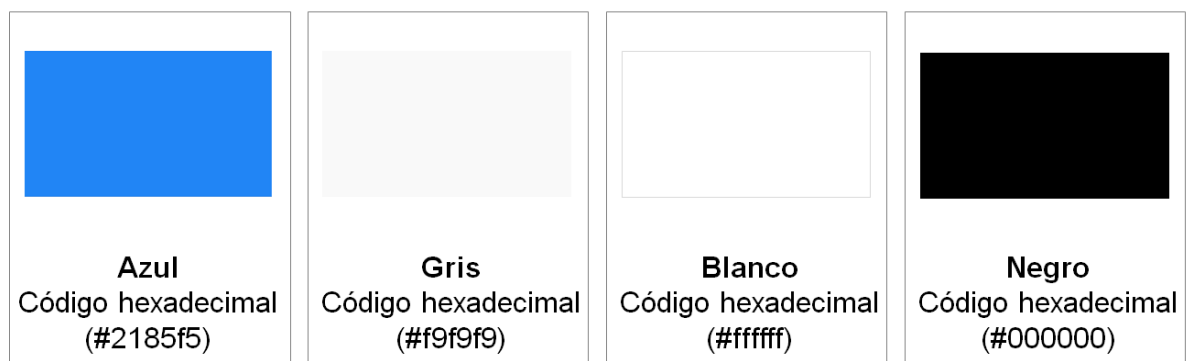 Azul
Código hexadecimal
(#2185f5)
Gris
Código hexadecimal
(#f9f9f9)
Blanco
Código hexadecimal
(#ffffff)
Negro
Código hexadecimal
(#000000)